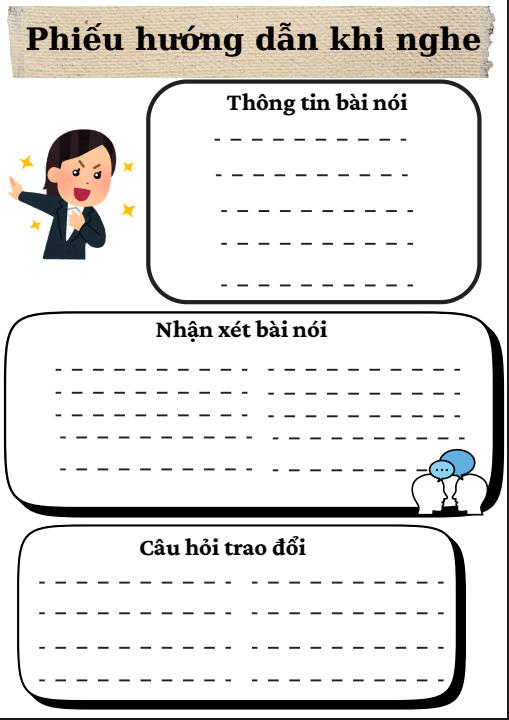 Phiếu hướng dẫn khi nghe
Thông tin bài nói
Nhận xét bài nói
Câu hỏi trao đổi